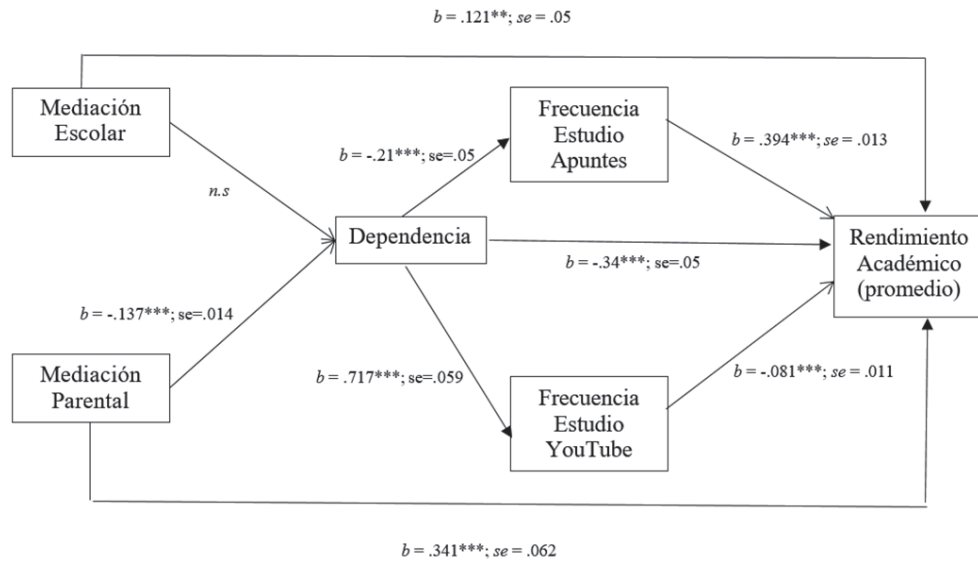 b = .121**; se = .05
Mediación
Escolar
Frecuencia
Estudio
Apuntes
b = .394***; se = .013
b = -.21***; se=.05
n.s
Dependencia
Rendimiento
Académico
(promedio)
b = -.34***; se=.05
b = -.137***; se=.014
Mediación
Parental
b = .717***; se=.059
Frecuencia
Estudio
YouTube
b = -.081***; se = .011
b = .341***; se = .062